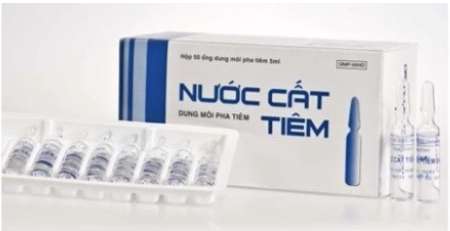 Hộp 50 ống dung môi pha tiêm 5ml
GMP-WHO
NƯỚC CẤT
DUNG MÔI PHA TIÊM
TIÊM